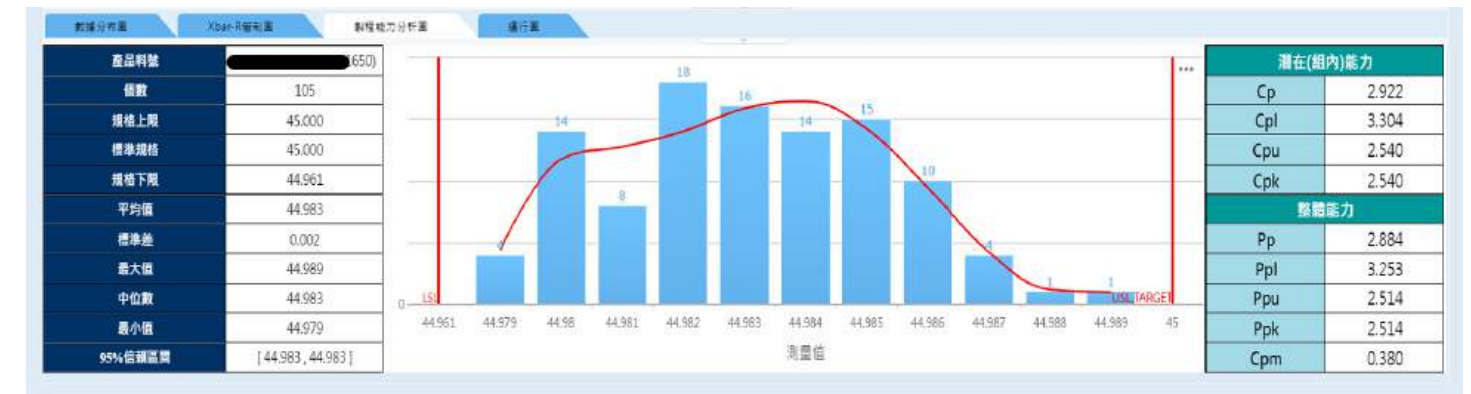 數據分布圖 Xbar-R管制圖 製程能力分析圖 運行圖
產品料號 1650)
個數 105
規格上限 45.000
標準規格 45.000
規格下限 44.961
平均值 44.983
標準差 0.002
最大值 44.989
中位數 44.983
最小值 44.979
95%信賴區間 [ 44.983 , 44.983 ]
4 14 8 18 16 14 15 10 4 1 1
0
LSL USL TARGET
44.961 44.979 44.98 44.981 44.982 44.983 44.984 44.985 44.986 44.987 44.988 44.989 45
測量值
潛在(組內)能力
Cp 2.922
Cpl 3.304
Cpu 2.540
Cpk 2.540
整體能力
Pp 2.884
Ppl 3.253
Ppu 2.514
Ppk 2.514
Cpm 0.380